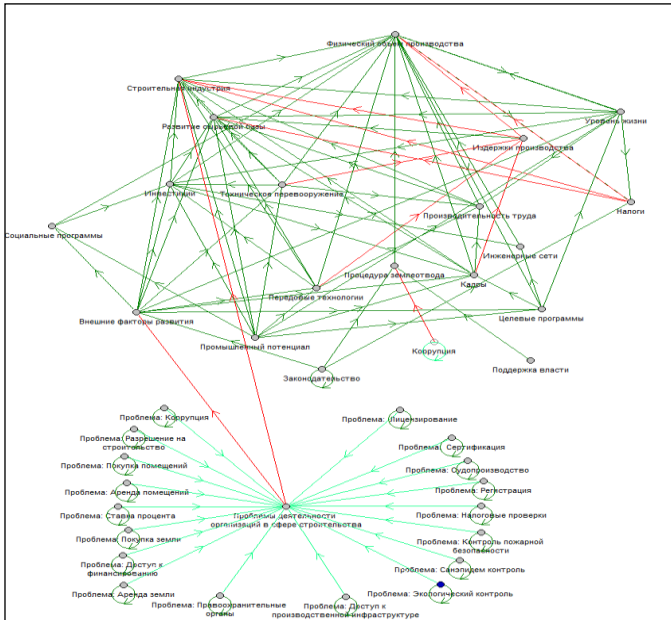 Физический объем производства
Строительная индустрия
Развитие сырьевой базы
Уровень жизни
Издержки производства
Инвестиции
Техническое перевооружение
Производительность труда
Налоги
Социальные программы
Инженерные сети
Процедура землеотвода
Кадры
Передовые технологии
Внешние факторы развития
Целевые программы
Промышленный потенциал
Коррупция
Законодательство
Поддержка власти
Проблема: Коррупция
Проблема: Лицензирование
Проблема: Разрешение на
строительство
Проблема: Сертификация
Проблема: Покупка помещений
Проблема: Судопроизводство
Проблема: Аренда помещений
Проблема: Регистрация
Проблема: Ставка процента
Проблемы деятельности
организаций в сфере строительства
Проблема: Налоговые проверки
Проблема: Покупка земли
Проблема: Контроль пожарной
безопасности
Проблема: Доступ к
финансированию
Проблема: Санэпидем контроль
Проблема: Аренда земли
Проблема: Правоохранительные
органы
Проблема: Доступ к
производственной инфраструктуре
Проблема: Экологический контроль